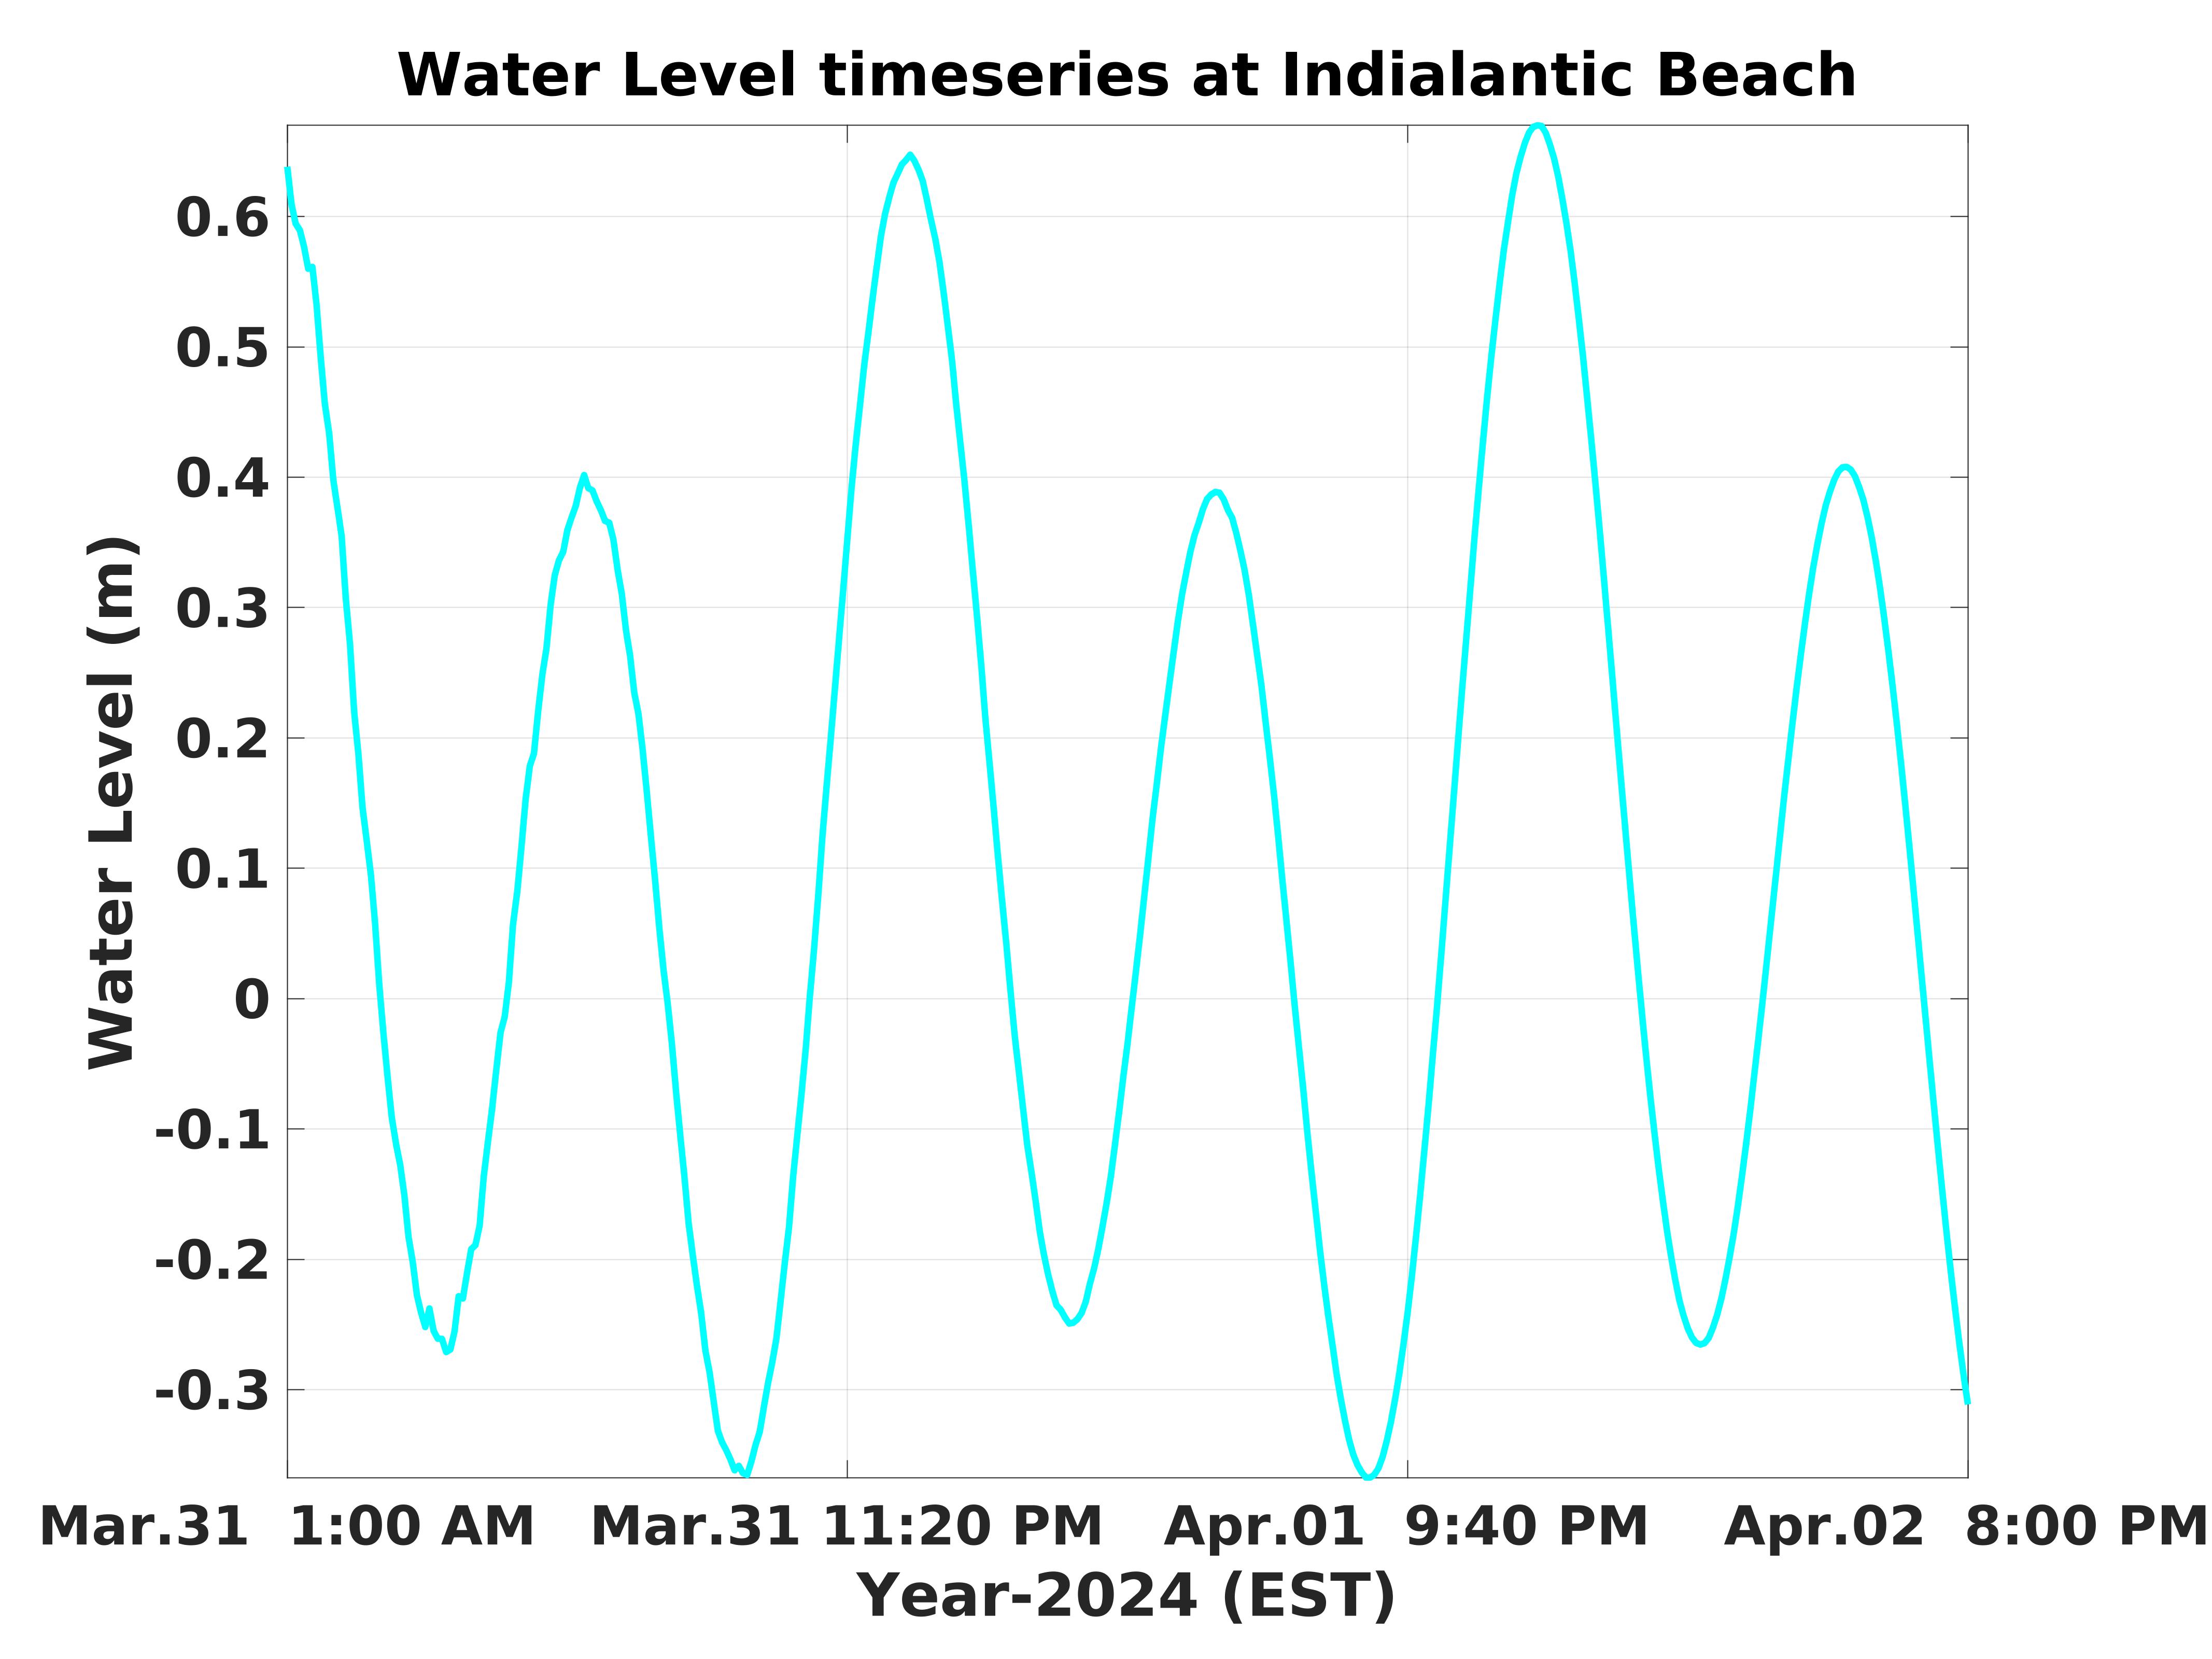 Water Level timeseries at Indialantic Beach
0.6
0.5
0.4
0.3
0.2
0.1
0
-0.1
-0.2
-0.3
Water Level (m)
Mar.31 1:00 AM Mar.31 11:20 PM Apr.01 9:40 PM Apr.02 8:00 PM
Year-2024 (EST)